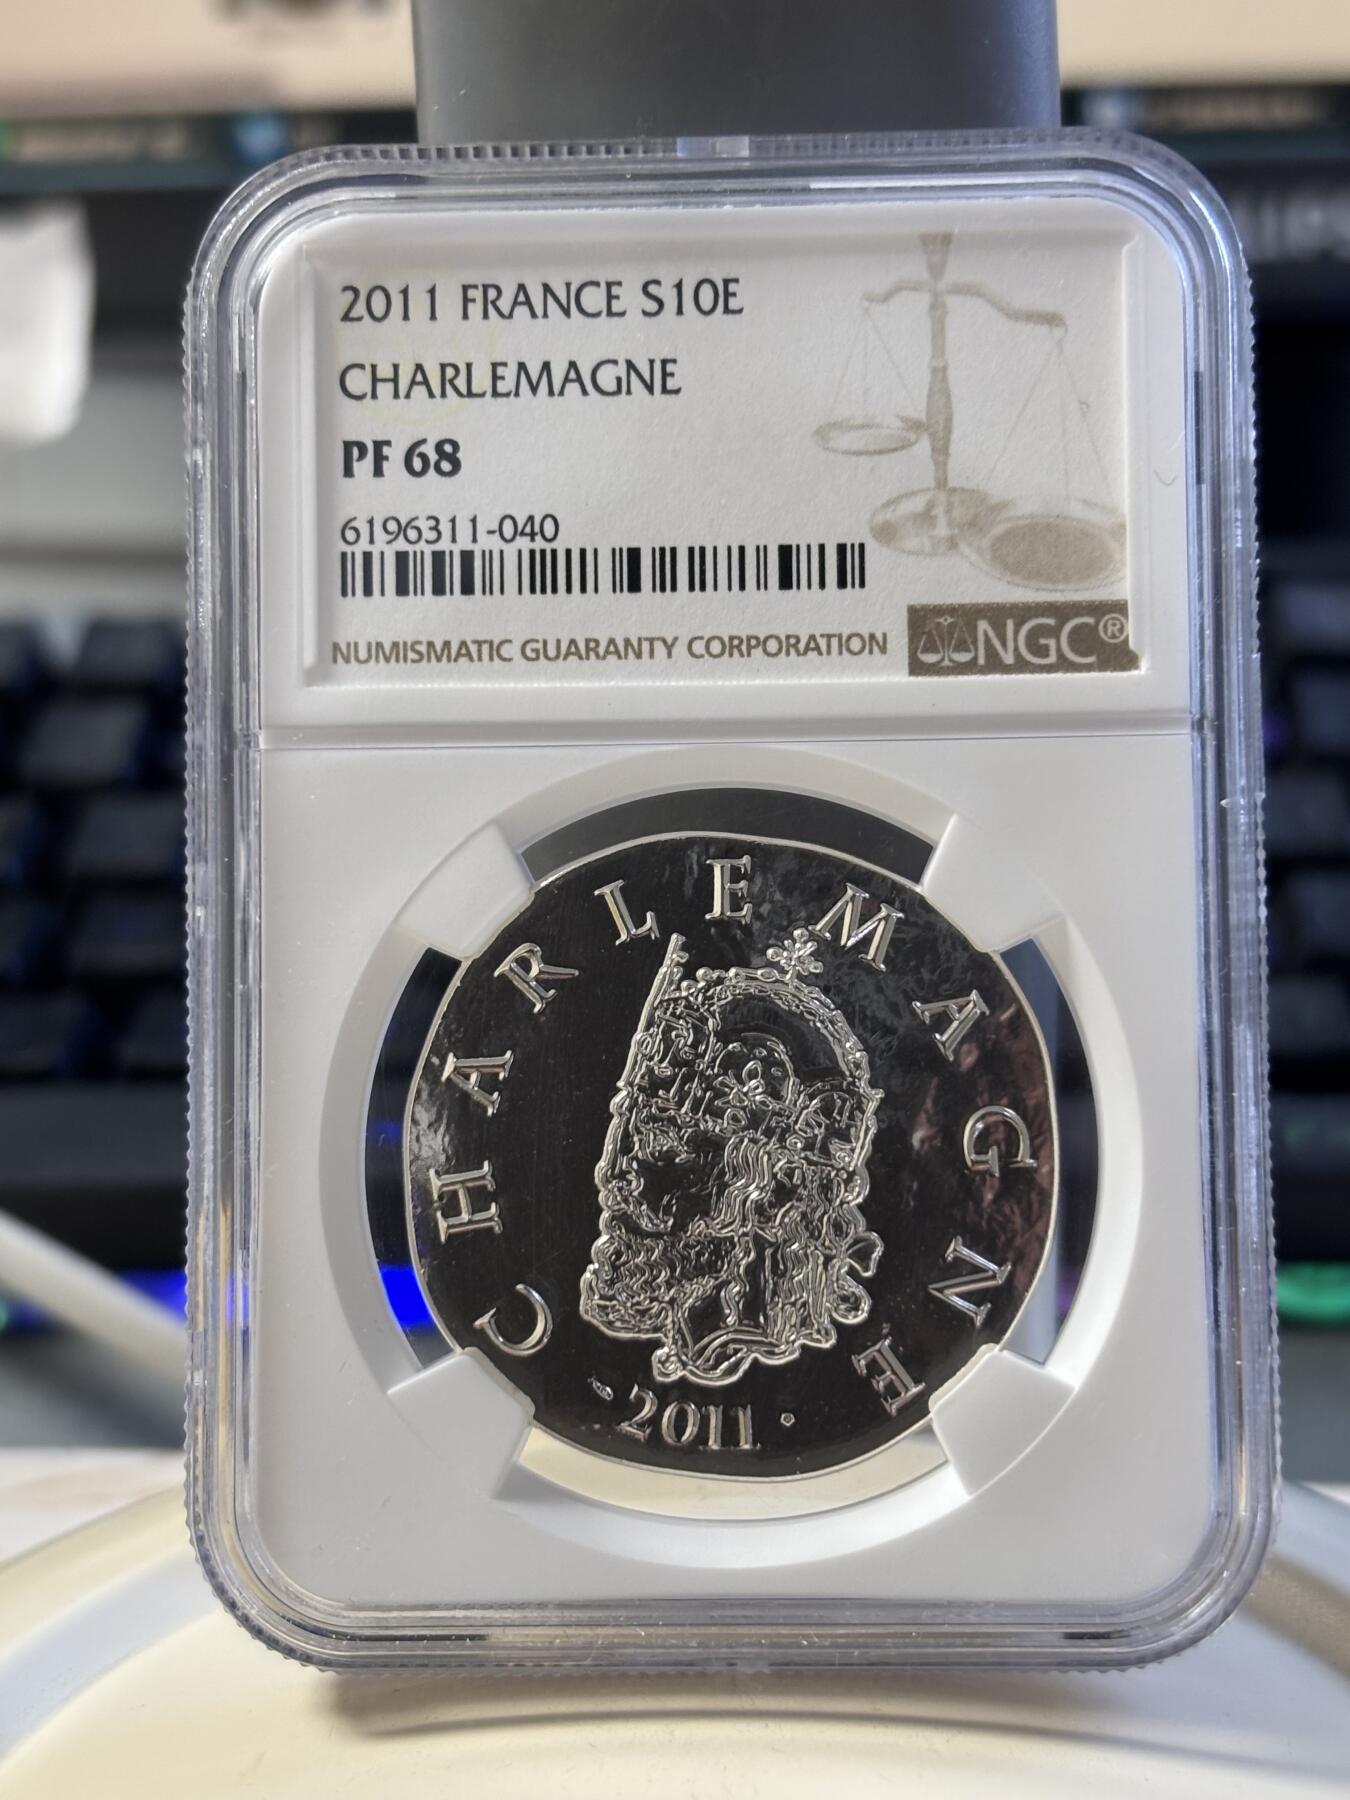 2011 FRANCE S10E
CHARLEMAGNE
PF 68
6196311-040
NUMISMATIC GUARANTY CORPORATION
NGC®
CHARLEMAGNE
· 2011 ·